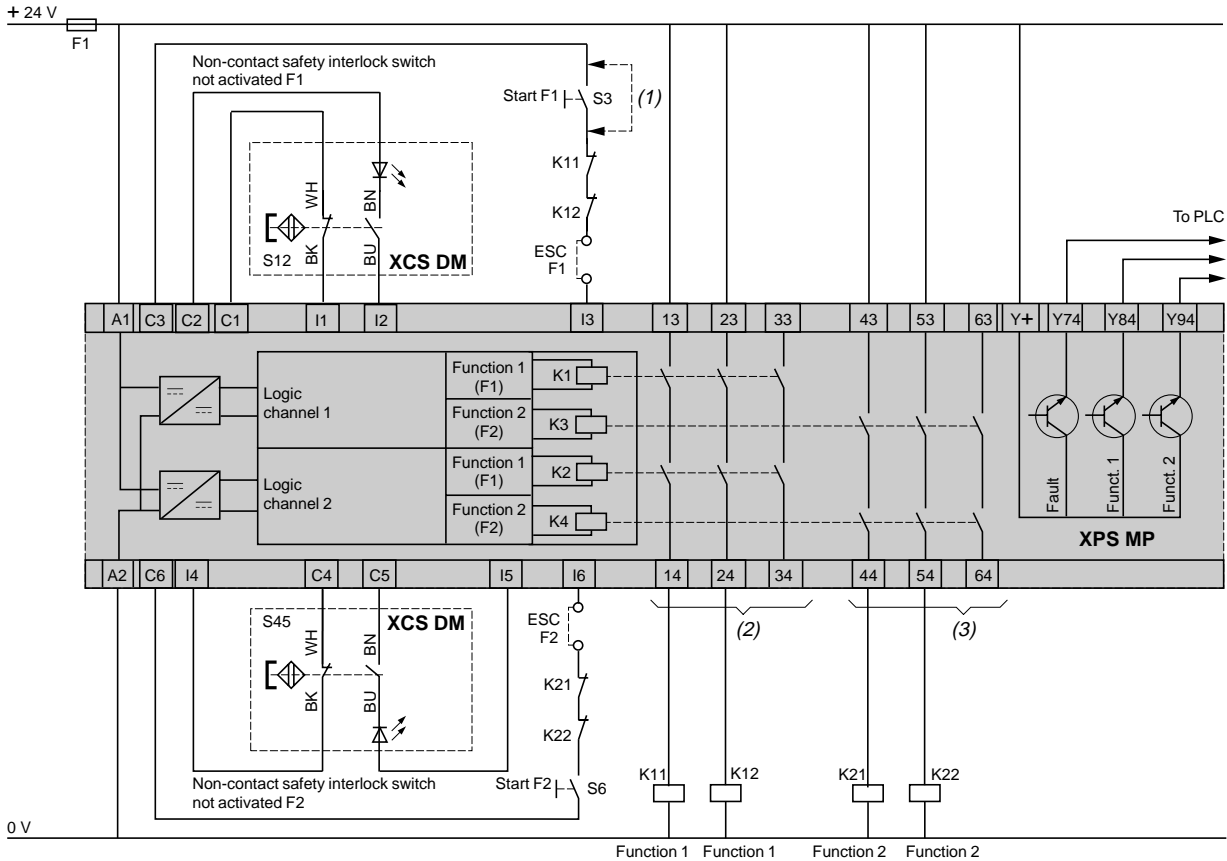 + 24 V
F1
Non-contact safety interlock switch
not activated F1
Start F1
S3
(1)
K11
K12
ESC
F1
WH
BN
BK
BU
S12
XCS DM
To PLC
A1
C3
C2
C1
I1
I2
I3
13
23
33
43
53
63
Y+
Y74
Y84
Y94
Logic
channel 1
Function 1
(F1)
K1
Function 2
(F2)
K3
Logic
channel 2
Function 1
(F1)
K2
Function 2
(F2)
K4
Fault
Funct. 1
Funct. 2
XPS MP
A2
C6
I4
C4
C5
I5
I6
14
24
34
44
54
64
S45
XCS DM
WH
BN
BK
BU
ESC
F2
(2)
(3)
K21
K22
Non-contact safety interlock switch
not activated F2
Start F2
S6
K11
K12
K21
K22
0 V
Function 1
Function 1
Function 2
Function 2